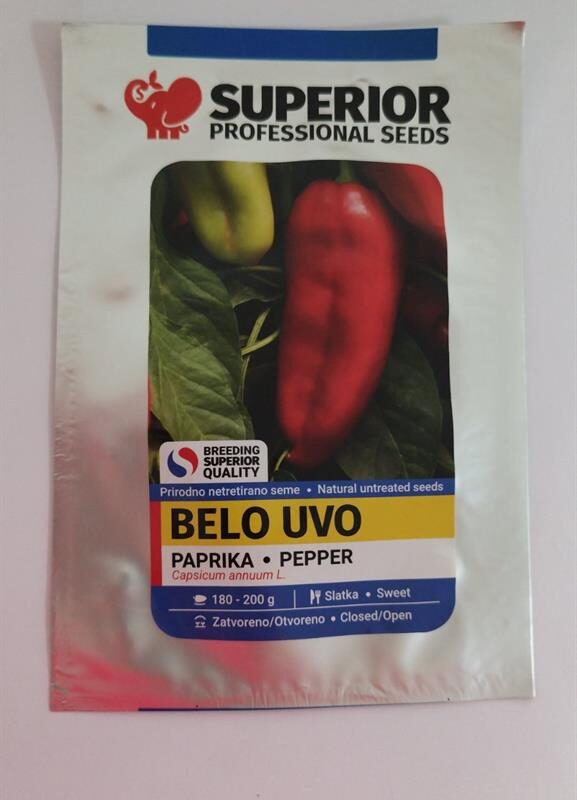 S
SUPERIOR
PROFESSIONAL SEEDS
BREEDING
SUPERIOR
QUALITY
Prirodno netretirano seme • Natural untreated seeds
BELO UVO
PAPRIKA • PEPPER
Capsicum annuum L.
180 - 200 g | Slatka • Sweet
Zatvoreno/Otvoreno • Closed/Open